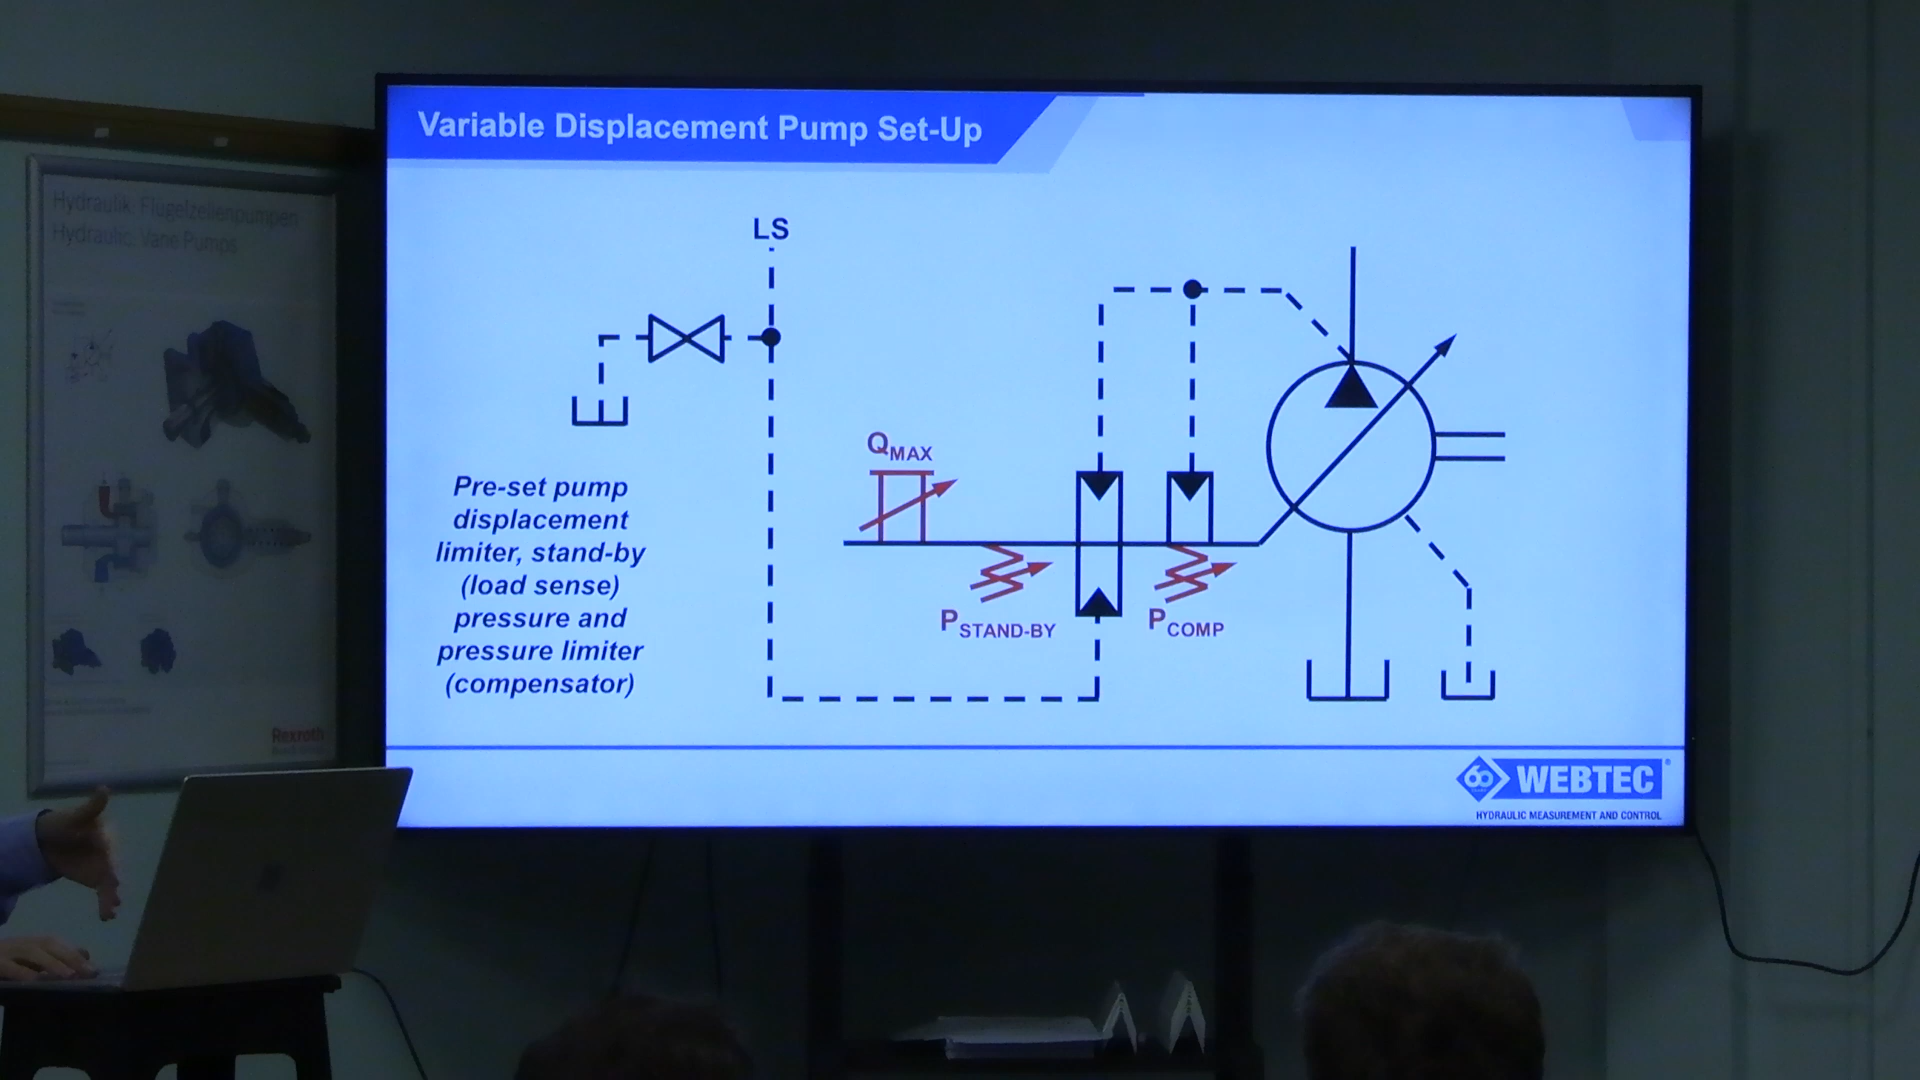 Variable Displacement Pump Set-Up
Hydraulik: Flügelzellenpumpen
Hydraulic: Vane Pumps
LS
QMAX
Pre-set pump
displacement
limiter, stand-by
(load sense)
pressure and
pressure limiter
(compensator)
PSTAND-BY
PCOMP
Rexroth
60
WEBTEC
HYDRAULIC MEASUREMENT AND CONTROL